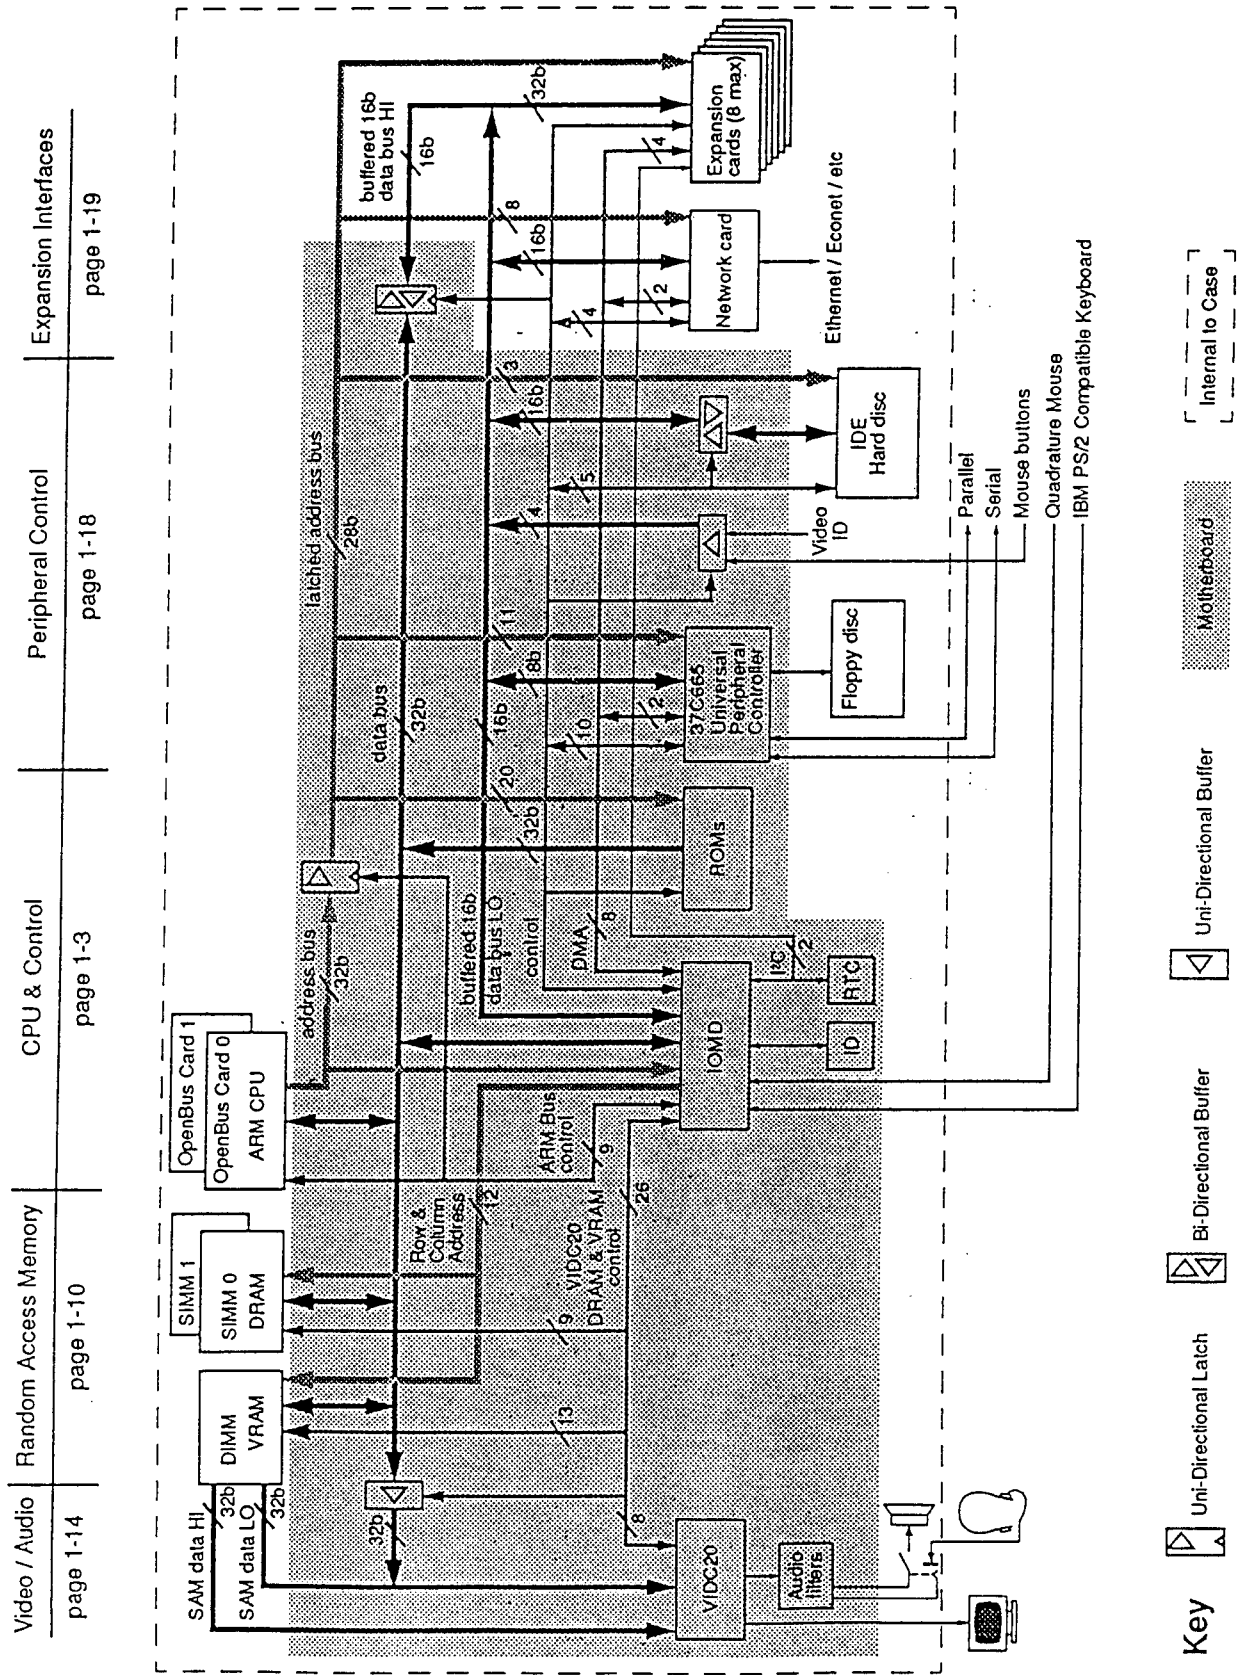 Video / Audio
page 1-14
Random Access Memory
page 1-10
CPU & Control
page 1-3
Peripheral Control
page 1-18
Expansion Interfaces
page 1-19
SAM data HI
32b
SAM data LO
32b
DIMM
VRAM
SIMM 1
SIMM 0
DRAM
OpenBus Card 1
OpenBus Card 0
ARM CPU
address bus
32b
latched address bus
28b
data bus
32b
buffered 16b
data bus HI
16b
32b
32b
Row &
Column
Address
12
buffered 16b
data bus LO
16b
control
DMA
8
ARM Bus
control
9
VIDC20
DRAM & VRAM
control
26
13
9
8
32b
20
10
8b
11
2
4
5
16b
3
4
2
16b
8
4
I²C
2
VIDC20
Audio
filters
IOMD
ID
RTC
ROMs
37C665
Universal
Peripheral
Controller
Floppy disc
Video
ID
IDE
Hard disc
Network card
Expansion
cards (8 max)
Ethernet / Econet / etc
Parallel
Serial
Mouse buttons
Quadrature Mouse
IBM PS/2 Compatible Keyboard
Key
Uni-Directional Latch
Bi-Directional Buffer
Uni-Directional Buffer
Motherboard
Internal to Case